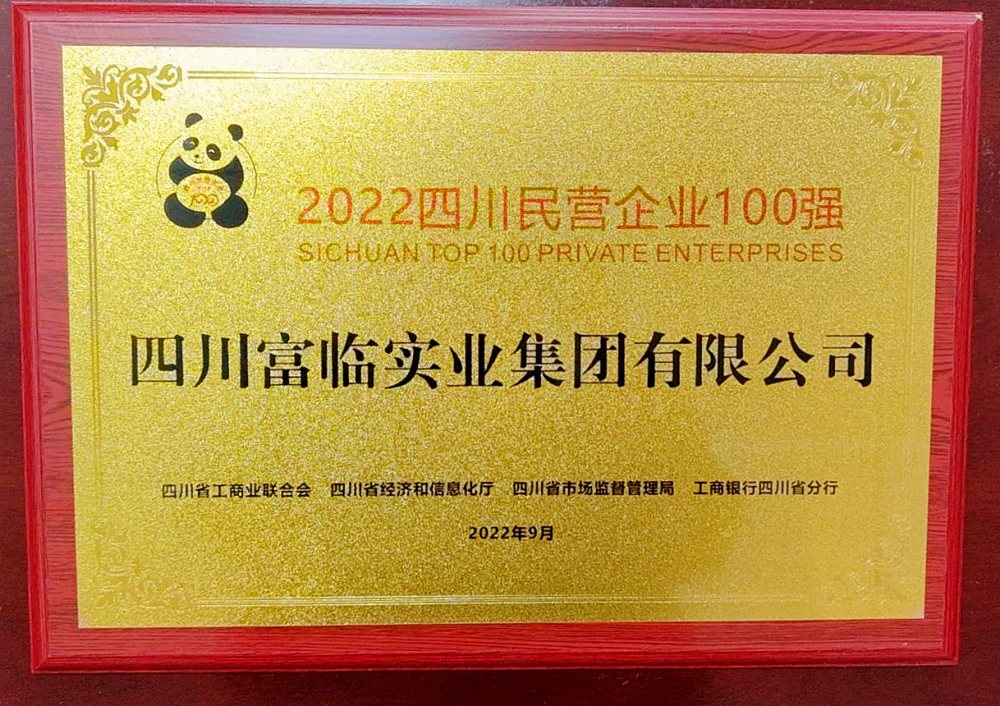 2022四川民营企业100强
SICHUAN TOP 100 PRIVATE ENTERPRISES
四川富临实业集团有限公司
四川省工商业联合会 四川省经济和信息化厅 四川省市场监督管理局 工商银行四川省分行
2022年9月